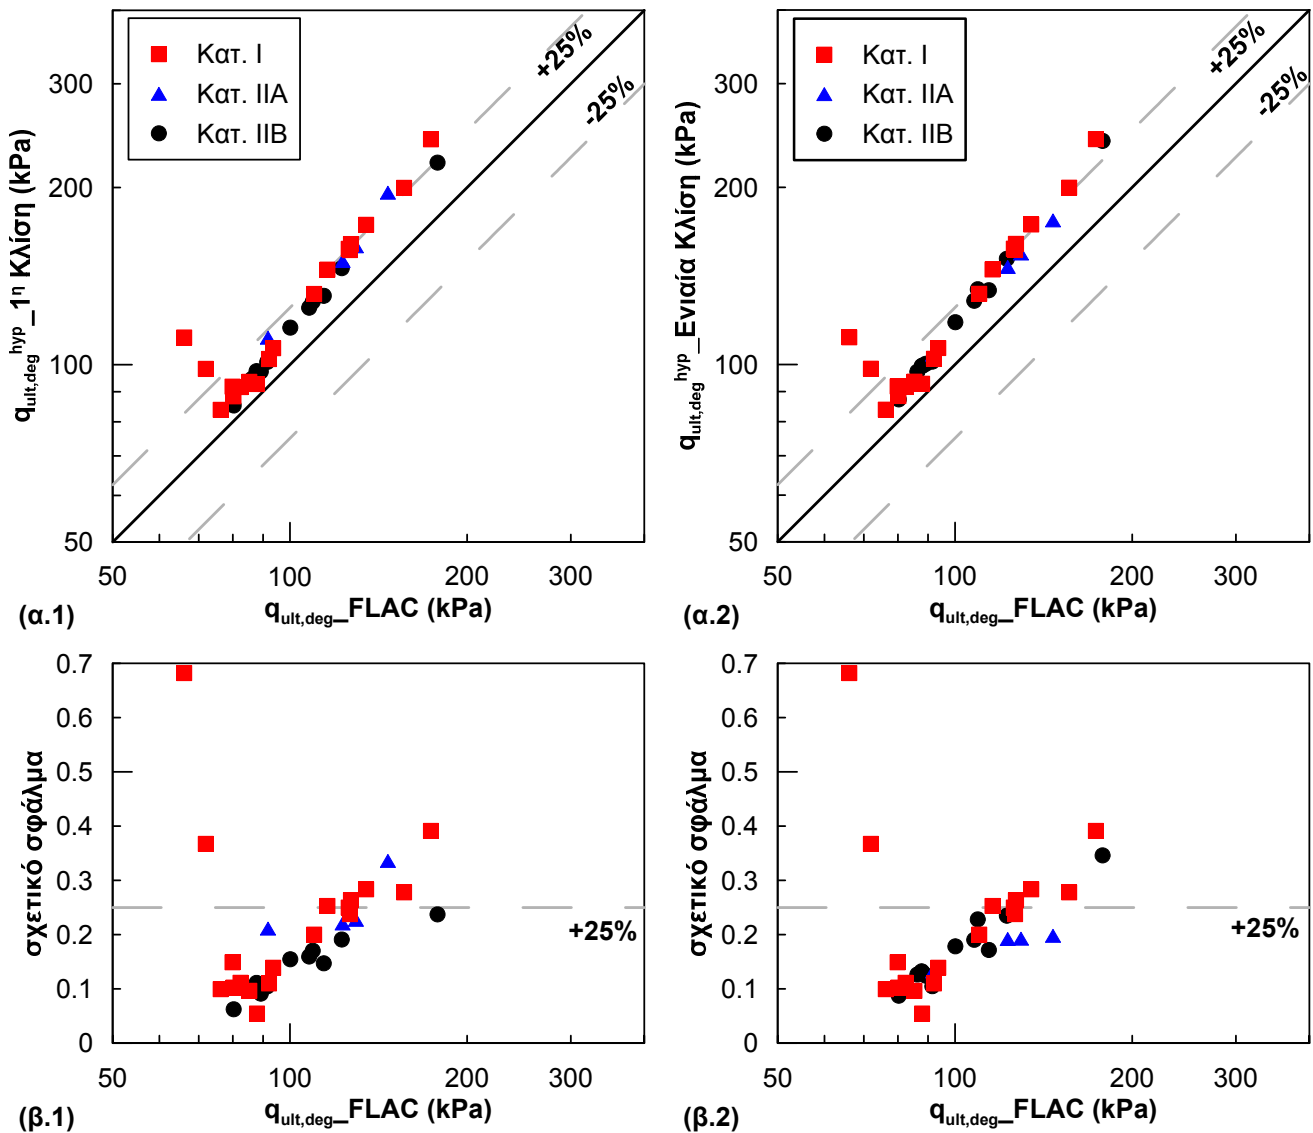 Κατ. I
Κατ. IIA
Κατ. IIB
+25%
-25%
300
200
100
50
q_ult,deg^hyp_1^η Κλίση (kPa)
50 100 200 300
q_ult,deg_FLAC (kPa)
(α.1)
Κατ. I
Κατ. IIA
Κατ. IIB
+25%
-25%
300
200
100
50
q_ult,deg^hyp_Ενιαία Κλίση (kPa)
50 100 200 300
q_ult,deg_FLAC (kPa)
(α.2)
0.7
0.6
0.5
0.4
0.3
0.2
0.1
0
σχετικό σφάλμα
+25%
50 100 200 300
q_ult,deg_FLAC (kPa)
(β.1)
0.7
0.6
0.5
0.4
0.3
0.2
0.1
0
σχετικό σφάλμα
+25%
50 100 200 300
q_ult,deg_FLAC (kPa)
(β.2)